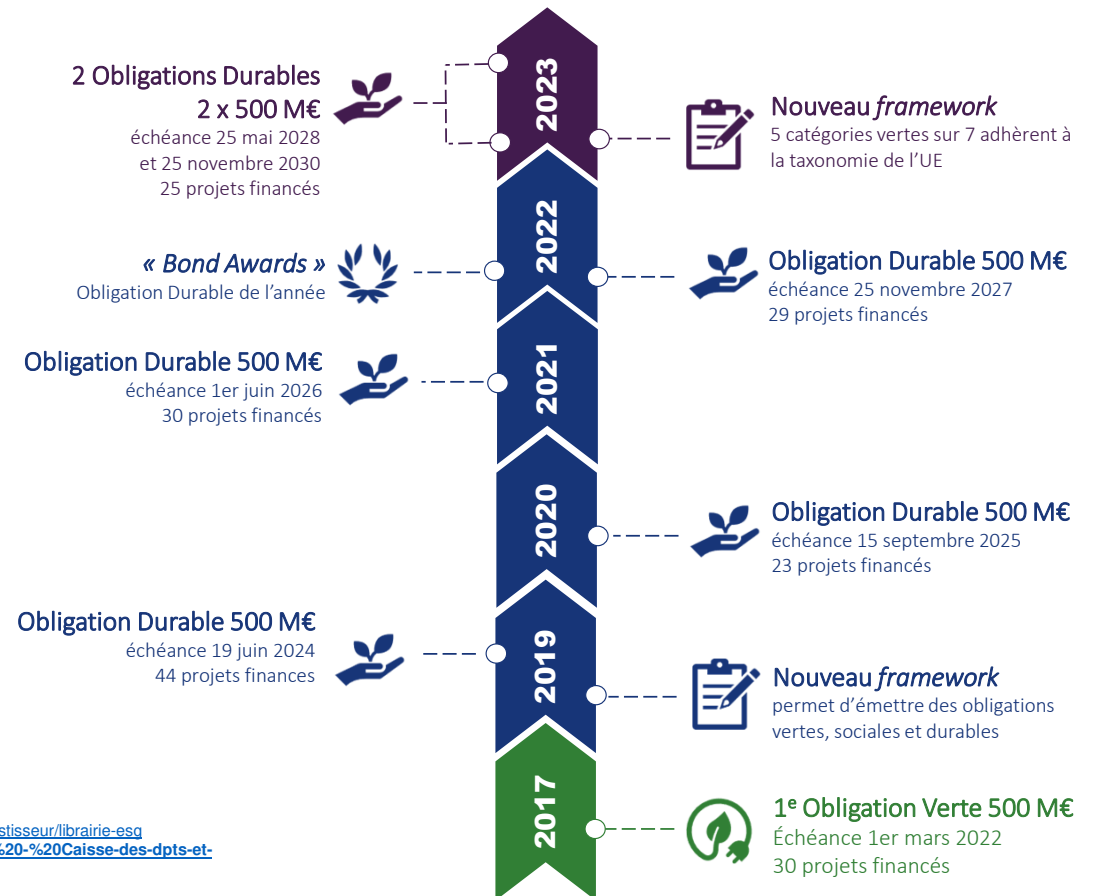 2 Obligations Durables
2 x 500 M€
échéance 25 mai 2028
et 25 novembre 2030
25 projets financés
2023
Nouveau framework
5 catégories vertes sur 7 adhèrent à
la taxonomie de l’UE
2022
« Bond Awards »
Obligation Durable de l’année
Obligation Durable 500 M€
échéance 25 novembre 2027
29 projets financés
2021
Obligation Durable 500 M€
échéance 1er juin 2026
30 projets financés
2020
Obligation Durable 500 M€
échéance 15 septembre 2025
23 projets financés
2019
Obligation Durable 500 M€
échéance 19 juin 2024
44 projets finances
Nouveau framework
permet d’émettre des obligations
vertes, sociales et durables
2017
1e Obligation Verte 500 M€
Échéance 1er mars 2022
30 projets financés
stisseur/librairie-esg
%20-%20Caisse-des-dpts-et-